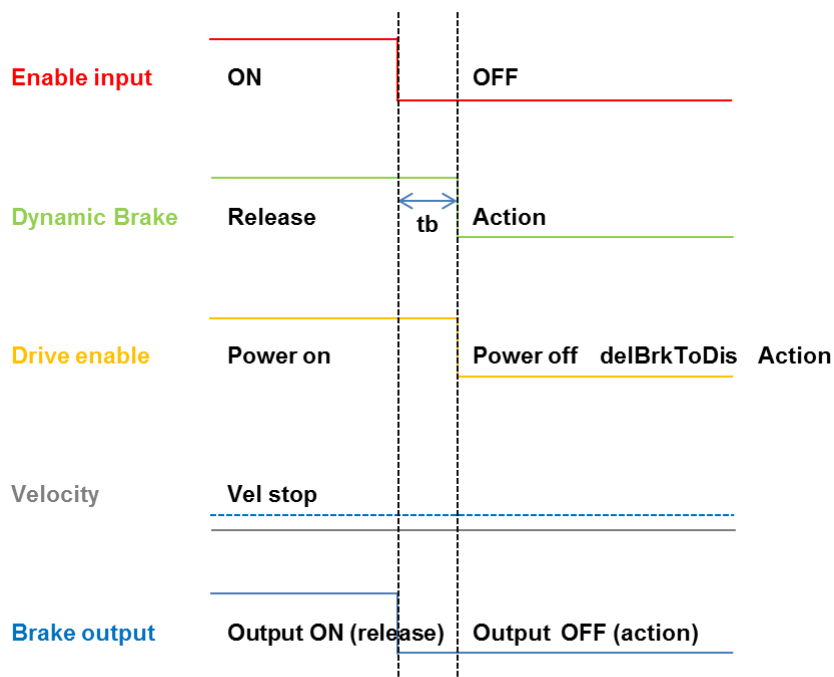 Enable input ON OFF
Dynamic Brake Release tb Action
Drive enable Power on Power off delBrkToDis Action
Velocity Vel stop
Brake output Output ON (release) Output OFF (action)